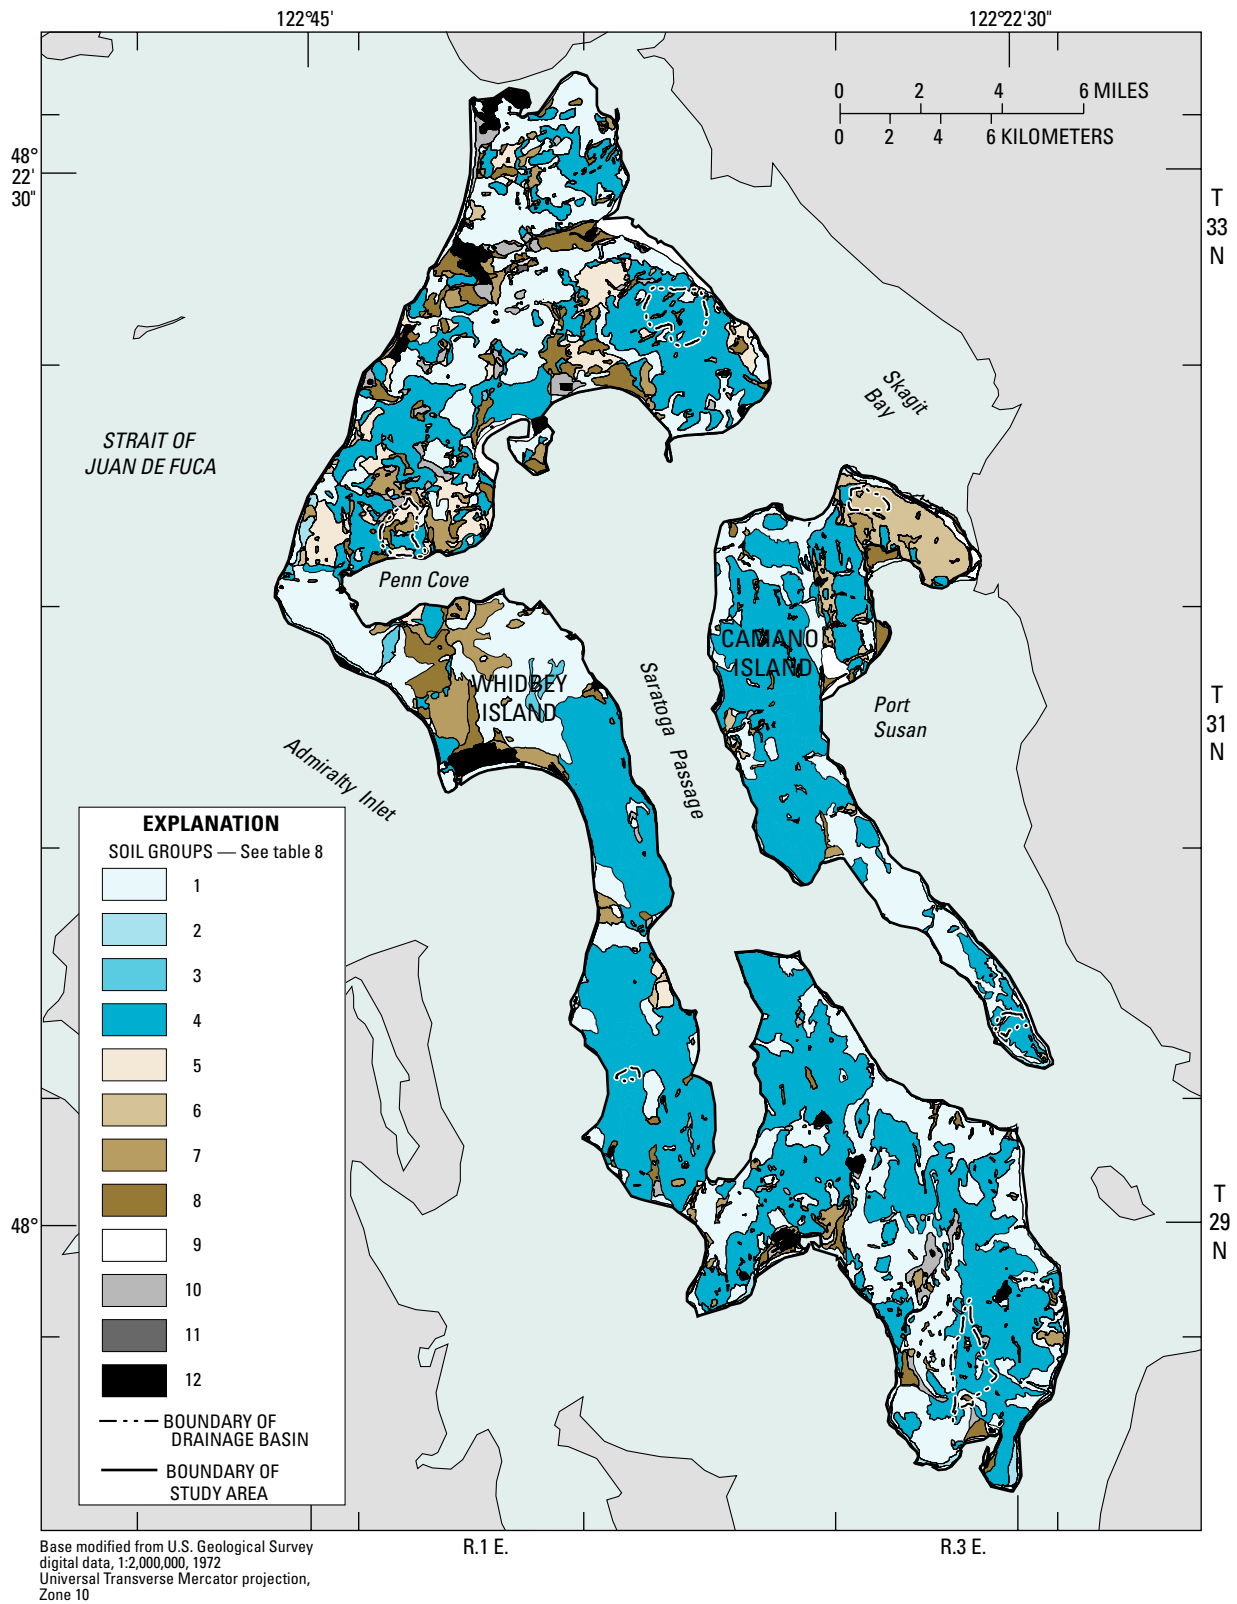 122°45'
122°22'30"
0 2 4 6 MILES
0 2 4 6 KILOMETERS
48°
22'
30"
T
33
N
Skagit
Bay
STRAIT OF
JUAN DE FUCA
Penn Cove
CAMANO
ISLAND
WHIDBEY
ISLAND
Saratoga Passage
Port
Susan
T
31
N
Admiralty Inlet
EXPLANATION
SOIL GROUPS — See table 8
1
2
3
4
5
6
7
8
9
10
11
12
BOUNDARY OF
DRAINAGE BASIN
BOUNDARY OF
STUDY AREA
48°
T
29
N
R.1 E.
R.3 E.
Base modified from U.S. Geological Survey
digital data, 1:2,000,000, 1972
Universal Transverse Mercator projection,
Zone 10